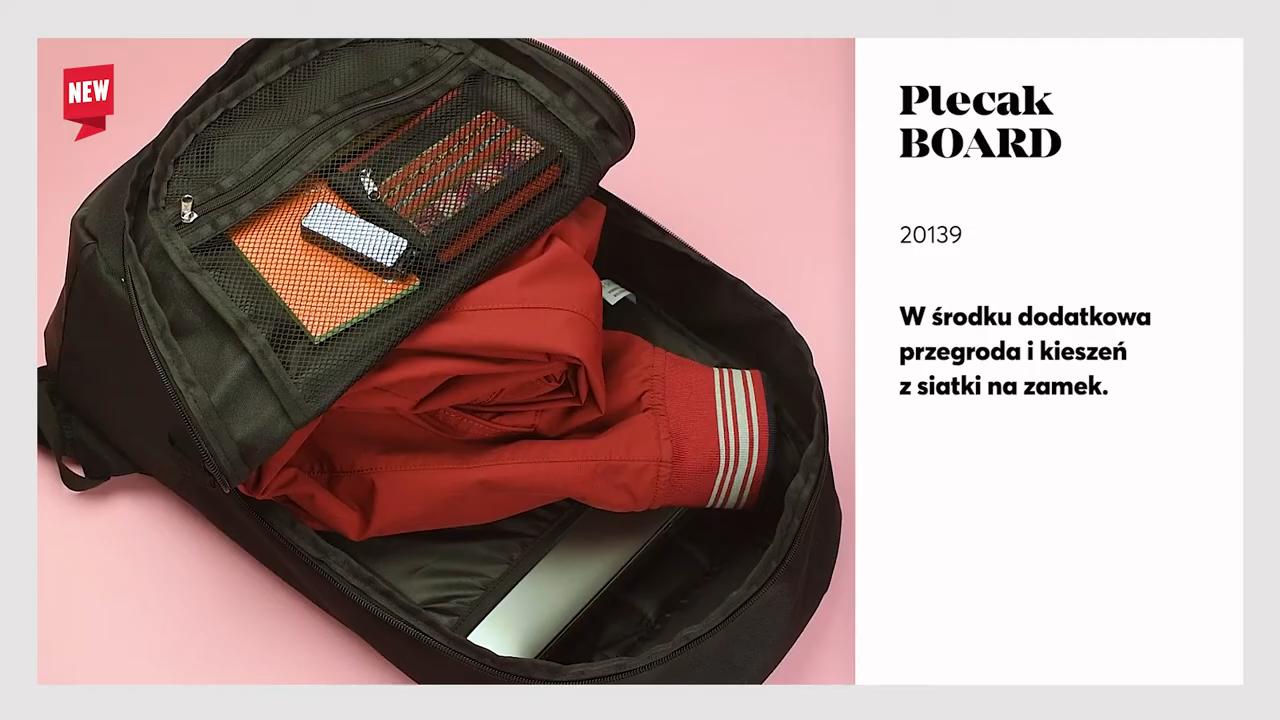 NEW
Plecak
BOARD
20139
W środku dodatkowa
przegroda i kieszeń
z siatki na zamek.